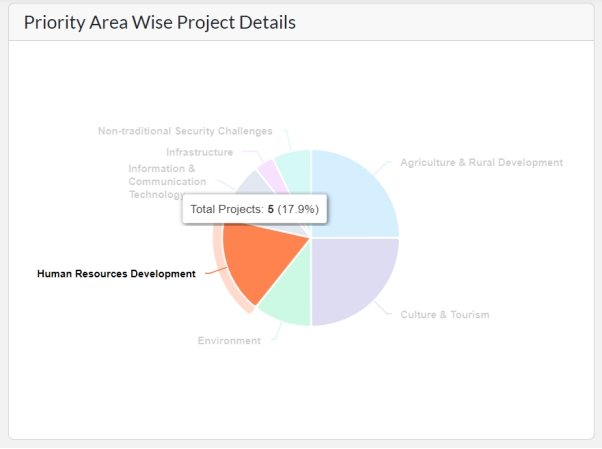 Priority Area Wise Project Details
Non-traditional Security Challenges
Infrastructure
Agriculture & Rural Development
Information &
Communication
Technology
Total Projects: 5 (17.9%)
Human Resources Development
Culture & Tourism
Environment